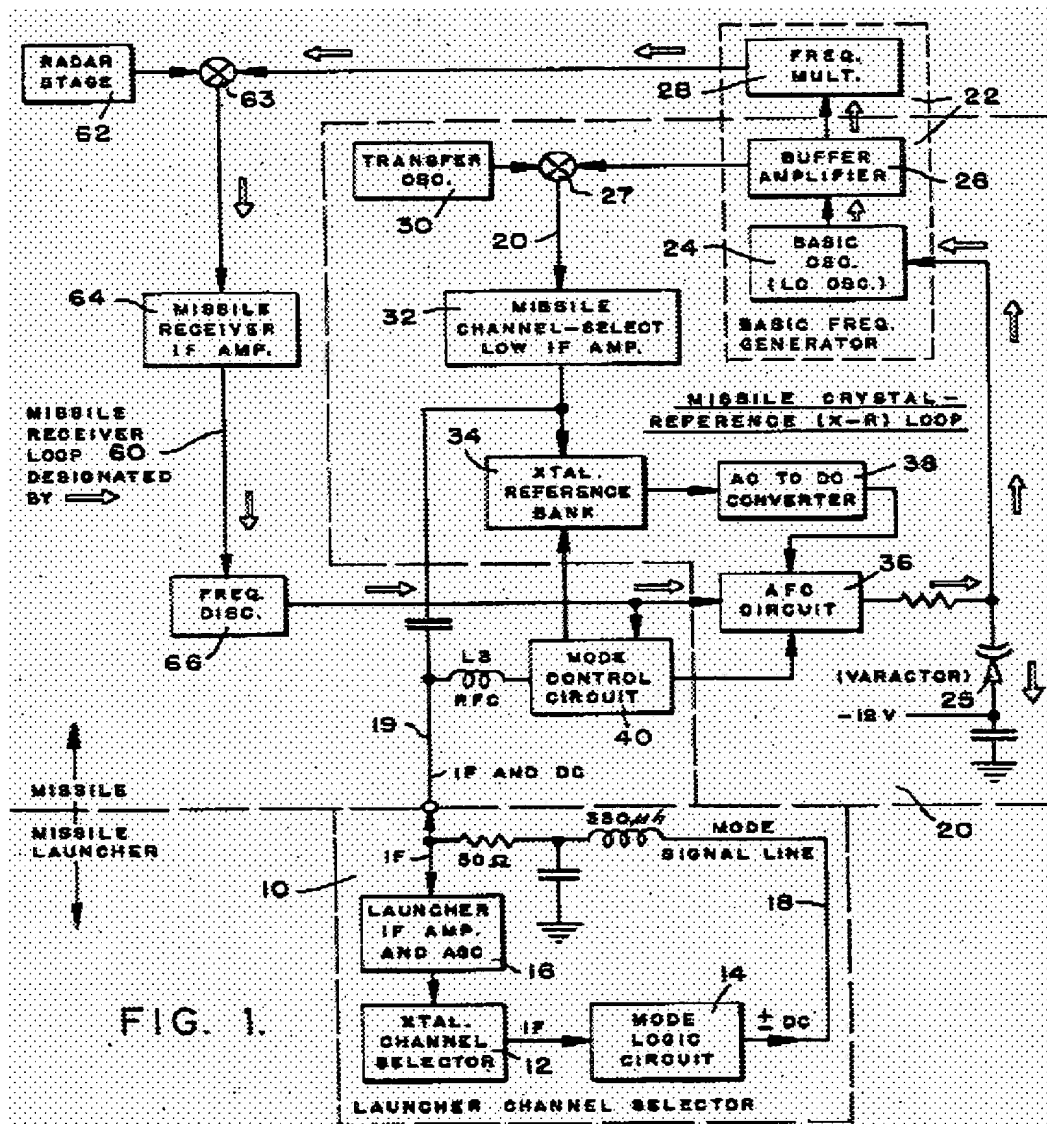 RADAR
STAGE
62
63
FREQ.
MULT.
28
22
22
TRANSFER
OSC.
30
27
20
BUFFER
AMPLIFIER
26
24
BASIC
OSC.
(LC OSC.)
BASIC FREQ.
GENERATOR
64
MISSILE
RECEIVER
IF AMP.
32
MISSILE
CHANNEL-SELECT
LOW IF AMP.
MISSILE CRYSTAL-
REFERENCE (X-R) LOOP
MISSILE
RECEIVER
LOOP 60
DESIGNATED
BY
34
XTAL.
REFERENCE
BANK
38
AC TO DC
CONVERTER
36
AFC
CIRCUIT
FREQ.
DISC.
66
L3
RFC
MODE
CONTROL
CIRCUIT
40
(VARACTOR)
25
-12V
19
IF AND DC
MISSILE
MISSILE
LAUNCHER
20
50Ω
MODE
SIGNAL LINE
IF
10
18
LAUNCHER
IF AMP.
AND AGC
16
FIG. 1.
XTAL.
CHANNEL
SELECTOR
12
IF
14
MODE
LOGIC
CIRCUIT
± DC
LAUNCHER CHANNEL SELECTOR